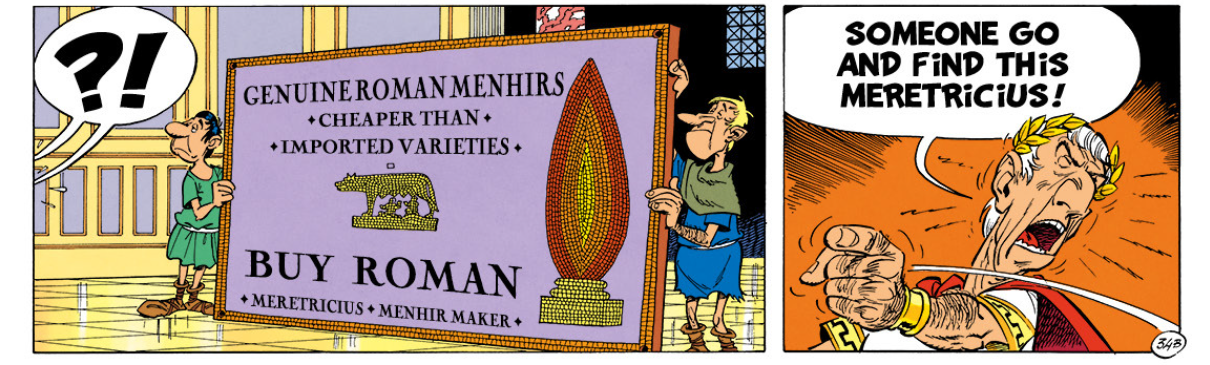 ?!
GENUINE ROMAN MENHIRS
✦ CHEAPER THAN ✦
✦ IMPORTED VARIETIES ✦
BUY ROMAN
✦ MERETRICIUS ✦ MENHIR MAKER ✦
SOMEONE GO
AND FIND THIS
MERETRICIUS!
34B